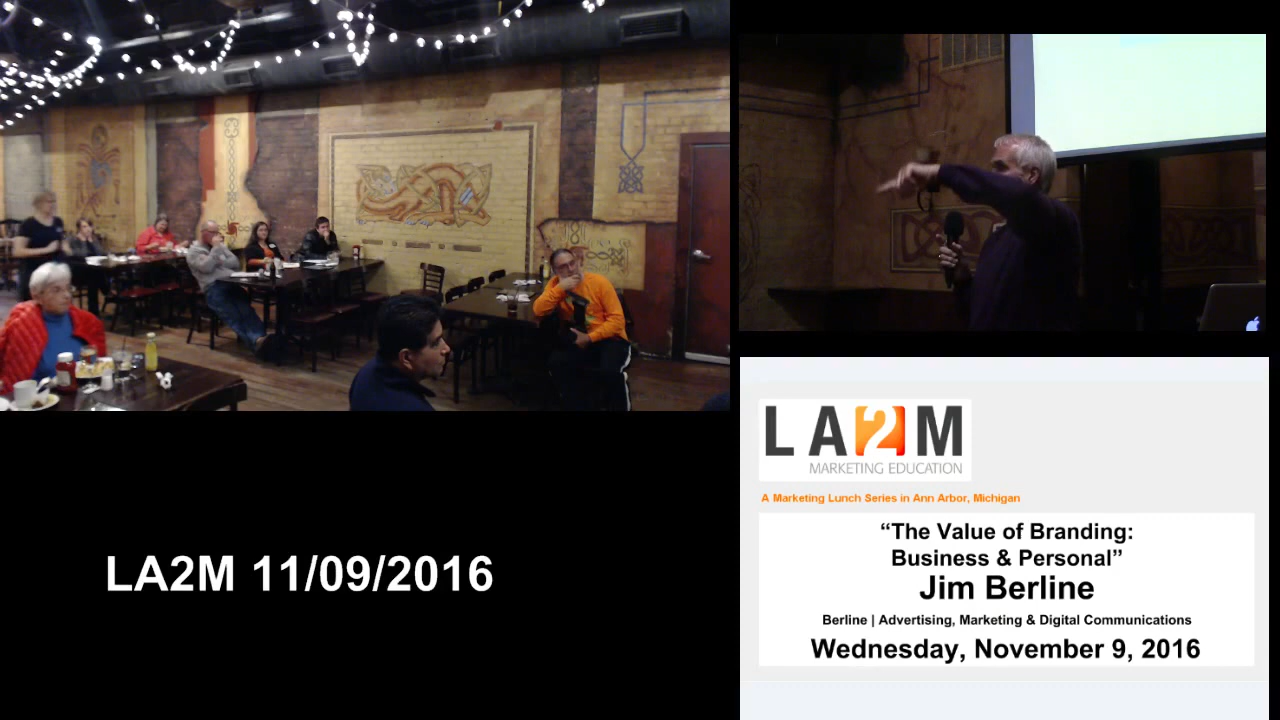 LA2M
MARKETING EDUCATION
A Marketing Lunch Series in Ann Arbor, Michigan
“The Value of Branding:
Business & Personal”
Jim Berline
Berline | Advertising, Marketing & Digital Communications
Wednesday, November 9, 2016
LA2M 11/09/2016